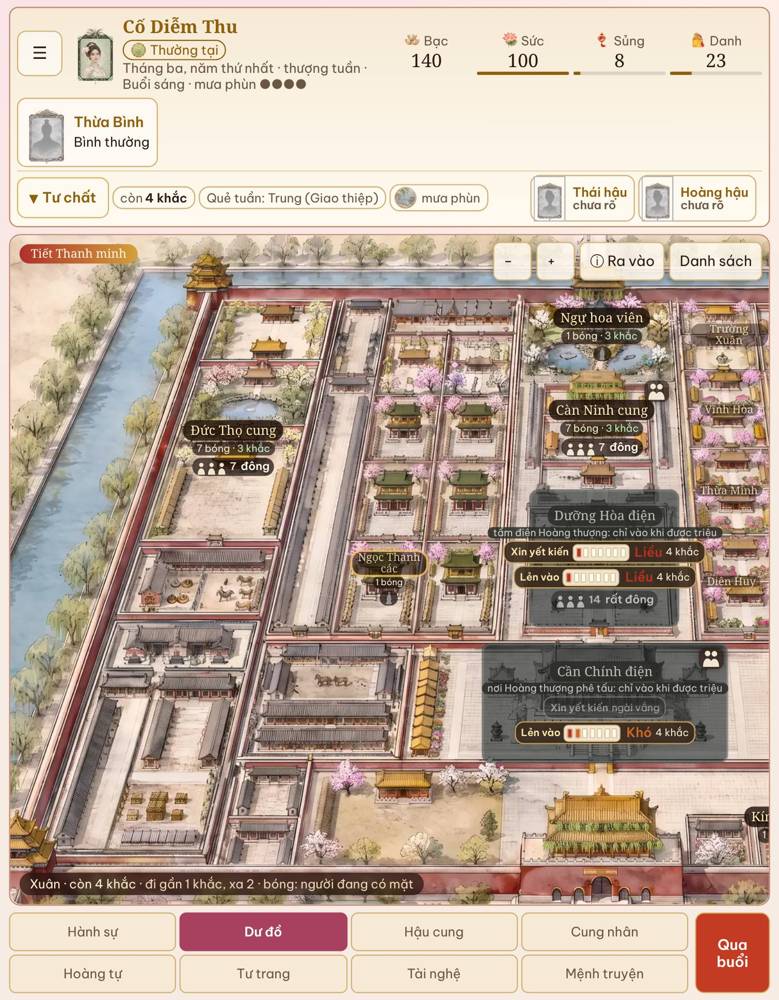 ☰
Cố Diễm Thu
Thường tại
Tháng ba, năm thứ nhất · thượng tuần ·
Buổi sáng · mưa phùn
Bạc
140
Sức
100
Sủng
8
Danh
23
Thừa Bình
Bình thường
▼ Tư chất
còn 4 khắc
Quẻ tuần: Trung (Giao thiệp)
mưa phùn
Thái hậu
chưa rõ
Hoàng hậu
chưa rõ
Tiết Thanh minh
-
+
ⓘ Ra vào
Danh sách
Ngự hoa viên
1 bóng · 3 khắc
Trường
Xuân
Càn Ninh cung
7 bóng · 3 khắc
7 đông
Vĩnh Hòa
Đức Thọ cung
7 bóng · 3 khắc
7 đông
Thừa Minh
Dưỡng Hòa điện
tẩm điện Hoàng thượng: chỉ vào khi được triệu
Xin yết kiến Liều 4 khắc
Lẻn vào Liều 4 khắc
14 rất đông
Ngọc Thanh
các
1 bóng
Diên Huy
Cần Chính điện
nơi Hoàng thượng phê tấu: chỉ vào khi được triệu
Xin yết kiến ngài vắng
Lẻn vào Khó 4 khắc
Xuân · còn 4 khắc · đi gần 1 khắc, xa 2 · bóng: người đang có mặt
Hành sự
Dư đồ
Hậu cung
Cung nhân
Qua
buổi
Hoàng tự
Tư trang
Tài nghệ
Mệnh truyện